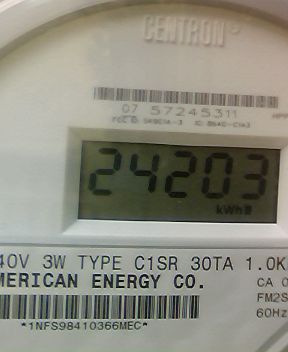 CENTRON®
07 57245311
24203
kWh
40V 3W TYPE C1SR 30TA 1.0K
MERICAN ENERGY CO.
CA 0
FM2S
60Hz
*1NFS98410366MEC*